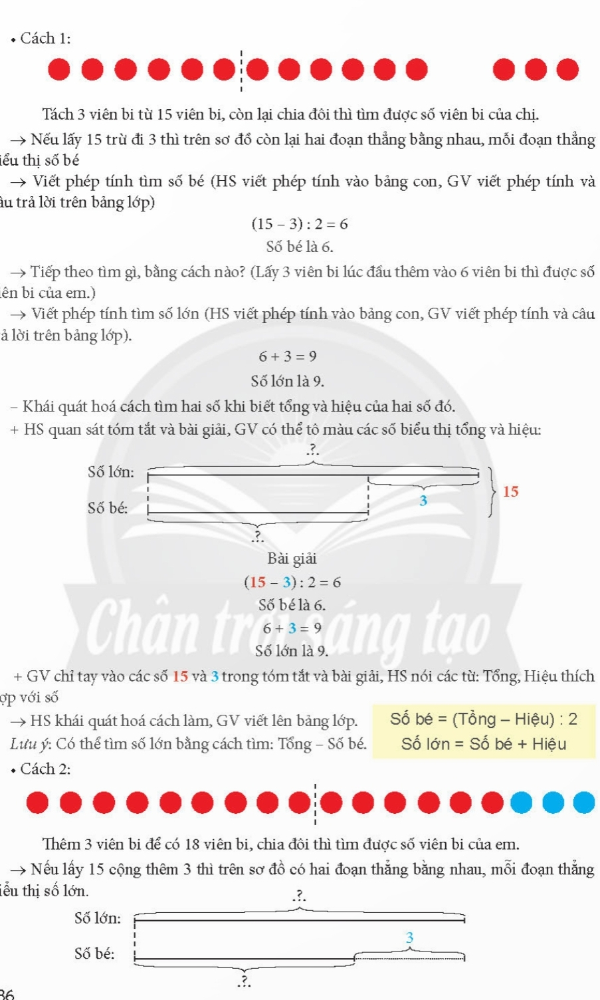 • Cách 1:
Tách 3 viên bi từ 15 viên bi, còn lại chia đôi thì tìm được số viên bi của chị.
→ Nếu lấy 15 trừ đi 3 thì trên sơ đồ còn lại hai đoạn thẳng bằng nhau, mỗi đoạn thẳng
iểu thị số bé
→ Viết phép tính tìm số bé (HS viết phép tính vào bảng con, GV viết phép tính và
âu trả lời trên bảng lớp)
(15 – 3) : 2 = 6
Số bé là 6.
→ Tiếp theo tìm gì, bằng cách nào? (Lấy 3 viên bi lúc đầu thêm vào 6 viên bi thì được số
iên bi của em.)
→ Viết phép tính tìm số lớn (HS viết phép tính vào bảng con, GV viết phép tính và câu
ả lời trên bảng lớp).
6 + 3 = 9
Số lớn là 9.
– Khái quát hoá cách tìm hai số khi biết tổng và hiệu của hai số đó.
+ HS quan sát tóm tắt và bài giải, GV có thể tô màu các số biểu thị tổng và hiệu:
.?.
Số lớn:
3
15
Số bé:
.?.
Bài giải
(15 – 3) : 2 = 6
Số bé là 6.
6 + 3 = 9
Số lớn là 9.
Chân trời sáng tạo
+ GV chỉ tay vào các số 15 và 3 trong tóm tắt và bài giải, HS nói các từ: Tổng, Hiệu thích
ợp với số
→ HS khái quát hoá cách làm, GV viết lên bảng lớp.
Số bé = (Tổng – Hiệu) : 2
Lưu ý: Có thể tìm số lớn bằng cách tìm: Tổng – Số bé.
Số lớn = Số bé + Hiệu
• Cách 2:
Thêm 3 viên bi để có 18 viên bi, chia đôi thì tìm được số viên bi của em.
→ Nếu lấy 15 cộng thêm 3 thì trên sơ đồ có hai đoạn thẳng bằng nhau, mỗi đoạn thẳng
iểu thị số lớn.
.?.
Số lớn:
3
Số bé:
.?.
36